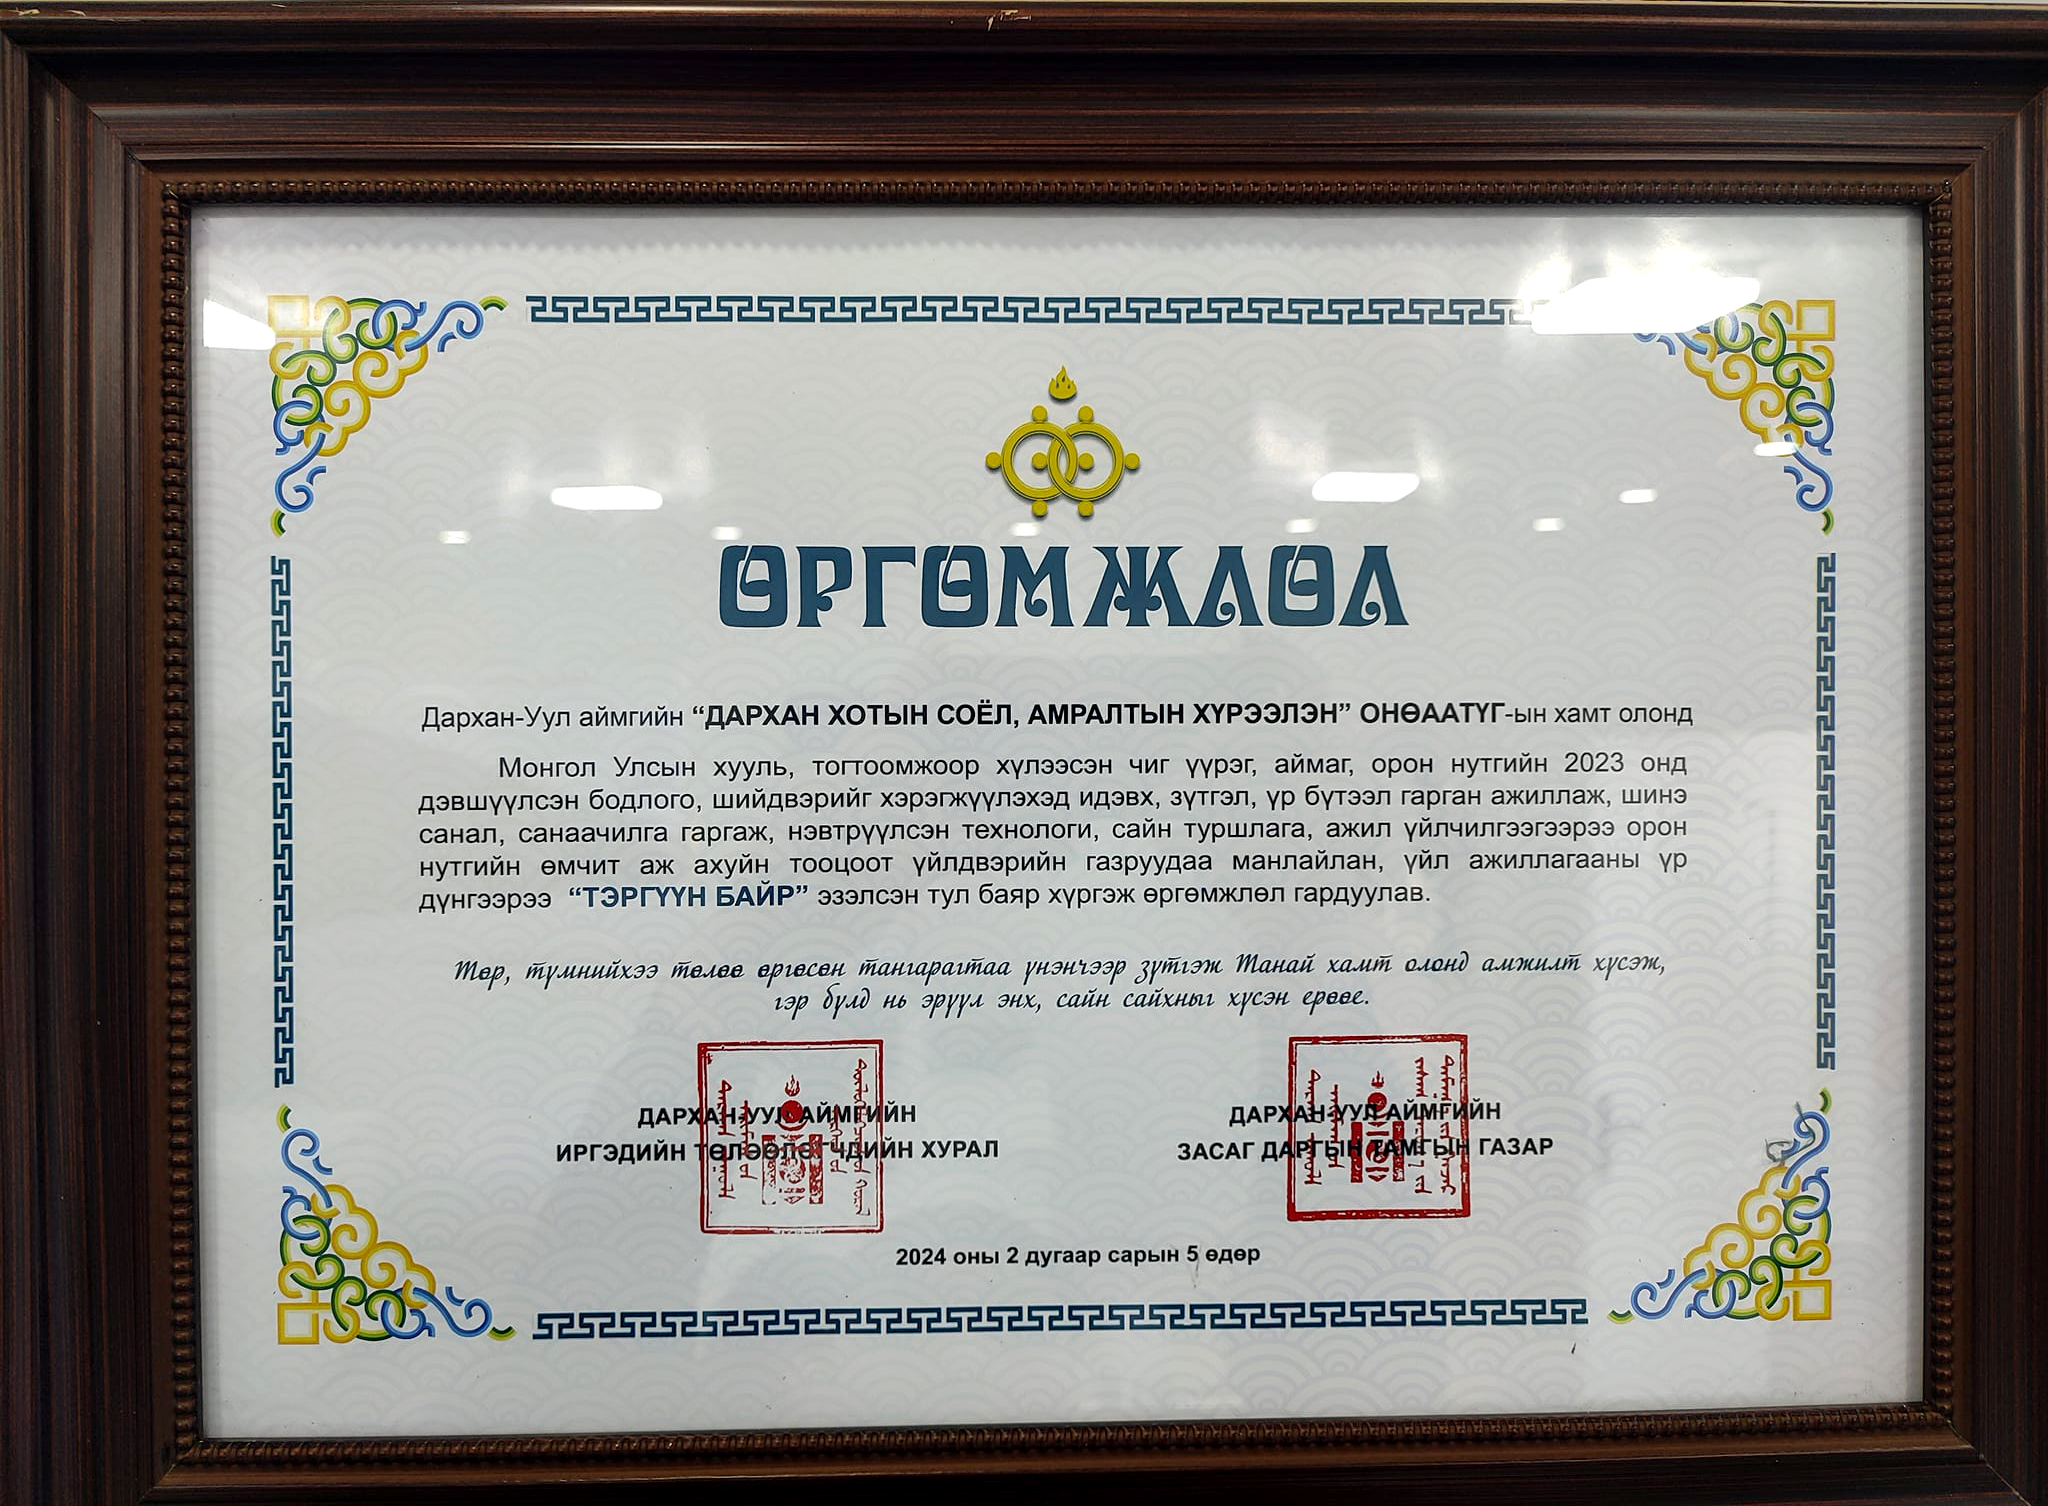 ӨРГӨМЖЛӨЛ
Дархан-Уул аймгийн “ДАРХАН ХОТЫН СОЁЛ, АМРАЛТЫН ХҮРЭЭЛЭН” ОНӨААТҮГ-ын хамт олонд
Монгол Улсын хууль, тогтоомжоор хүлээсэн чиг үүрэг, аймаг, орон нутгийн 2023 онд
дэвшүүлсэн бодлого, шийдвэрийг хэрэгжүүлэхэд идэвх, зүтгэл, үр бүтээл гарган ажиллаж, шинэ
санал, санаачилга гаргаж, нэвтрүүлсэн технологи, сайн туршлага, ажил үйлчилгээгээрээ орон
нутгийн өмчит аж ахуйн тооцоот үйлдвэрийн газруудаа манлайлан, үйл ажиллагааны үр
дүнгээрээ “ТЭРГҮҮН БАЙР” эзэлсэн тул баяр хүргэж өргөмжлөл гардуулав.
Төр, түмнийхээ төлөө өргөсөн тангарагтаа үнэнчээр зүтгэж Танай хамт олонд амжилт хүсэж,
гэр бүлд нь эрүүл энх, сайн сайхныг хүсэн ерөөе.
ДАРХАН-УУЛ АЙМГИЙН
ИРГЭДИЙН ТӨЛӨӨЛӨГЧДИЙН ХУРАЛ
ДАРХАН-УУЛ АЙМГИЙН
ЗАСАГ ДАРГЫН ТАМГЫН ГАЗАР
2024 оны 2 дугаар сарын 5 өдөр